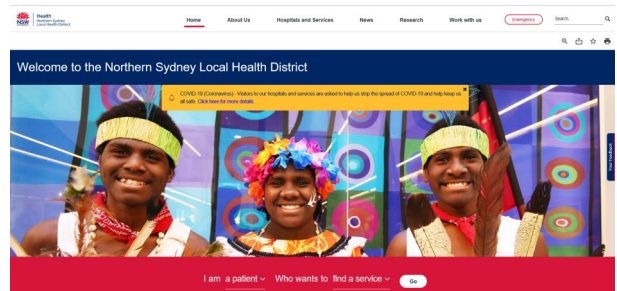 NSW
Health
Northern Sydney
Local Health District
Home About Us Hospitals and Services News Research Work with us Emergency Search...
Welcome to the Northern Sydney Local Health District
COVID-19 (Coronavirus) - Visitors to our hospitals and services are asked to help us stop the spread of COVID-19 and help keep us
all safe. Click here for more details.
Your Feedback
I am a patient Who wants to find a service Go